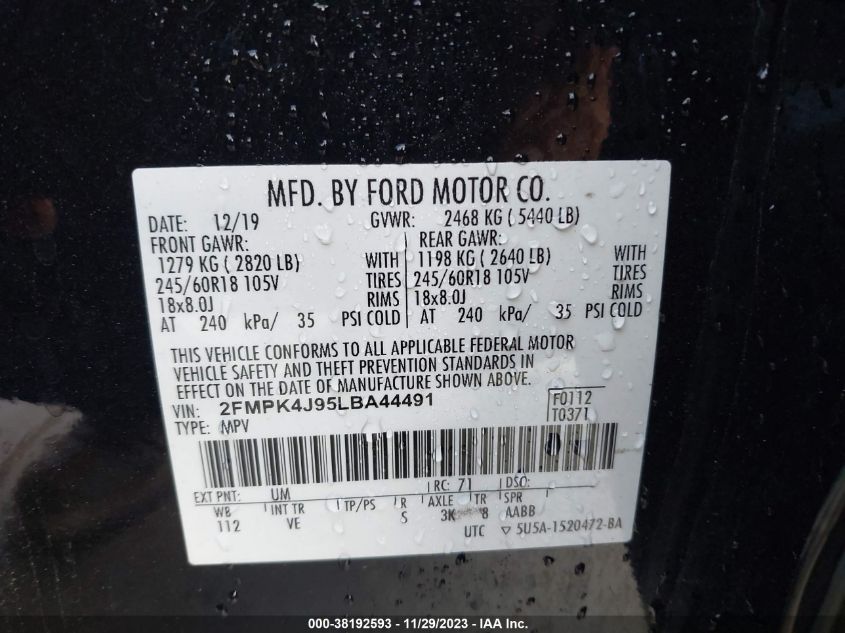 MFD. BY FORD MOTOR CO.
DATE: 12/19 GVWR: 2468 KG ( 5440 LB)
FRONT GAWR: REAR GAWR:
1279 KG ( 2820 LB) WITH 1198 KG ( 2640 LB) WITH
245/60R18 105V TIRES 245/60R18 105V TIRES
18x8.0J RIMS 18x8.0J RIMS
AT 240 kPa/ 35 PSI COLD AT 240 kPa/ 35 PSI COLD
THIS VEHICLE CONFORMS TO ALL APPLICABLE FEDERAL MOTOR
VEHICLE SAFETY AND THEFT PREVENTION STANDARDS IN
EFFECT ON THE DATE OF MANUFACTURE SHOWN ABOVE.
VIN: 2FMPK4J95LBA44491 F0112
TYPE: MPV T0371
EXT PNT: UM RC: 71 DSO:
WB INT TR TP/PS R AXLE TR SPR
112 VE S 3K 8 AABB
UTC ▽ 5U5A-1520472-BA
000-38192593 - 11/29/2023 - IAA Inc.